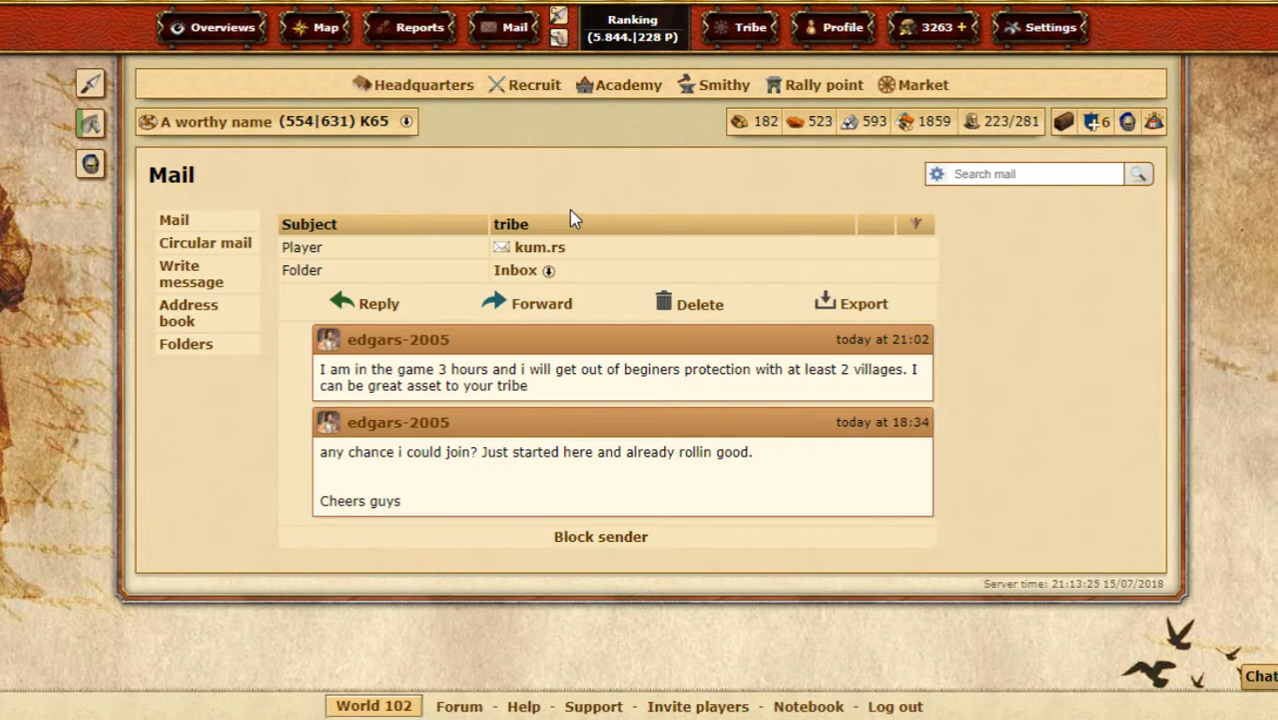 Overviews Map Reports Mail Ranking Tribe Profile 3263 + Settings
(5.844.|228 P)
Headquarters Recruit Academy Smithy Rally point Market
A worthy name (554|631) K65 182 523 593 1859 223/281 6
Mail
Search mail
Mail
Circular mail
Write
message
Address
book
Folders
Subject tribe
Player kum.rs
Folder Inbox
Reply Forward Delete Export
edgars-2005 today at 21:02
I am in the game 3 hours and i will get out of beginers protection with at least 2 villages. I
can be great asset to your tribe
edgars-2005 today at 18:34
any chance i could join? Just started here and already rollin good.
Cheers guys
Block sender
Server time: 21:13:25 15/07/2018
Chat
World 102 Forum - Help - Support - Invite players - Notebook - Log out